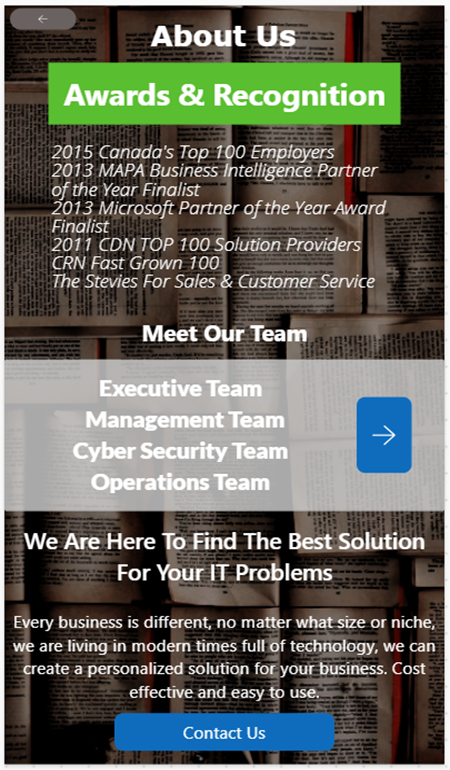 About Us
Awards & Recognition
2015 Canada's Top 100 Employers
2013 MAPA Business Intelligence Partner
of the Year Finalist
2013 Microsoft Partner of the Year Award
Finalist
2011 CDN TOP 100 Solution Providers
CRN Fast Grown 100
The Stevies For Sales & Customer Service
Meet Our Team
Executive Team
Management Team
Cyber Security Team
Operations Team
We Are Here To Find The Best Solution
For Your IT Problems
Every business is different, no matter what size or niche,
we are living in modern times full of technology, we can
create a personalized solution for your business. Cost
effective and easy to use.
Contact Us